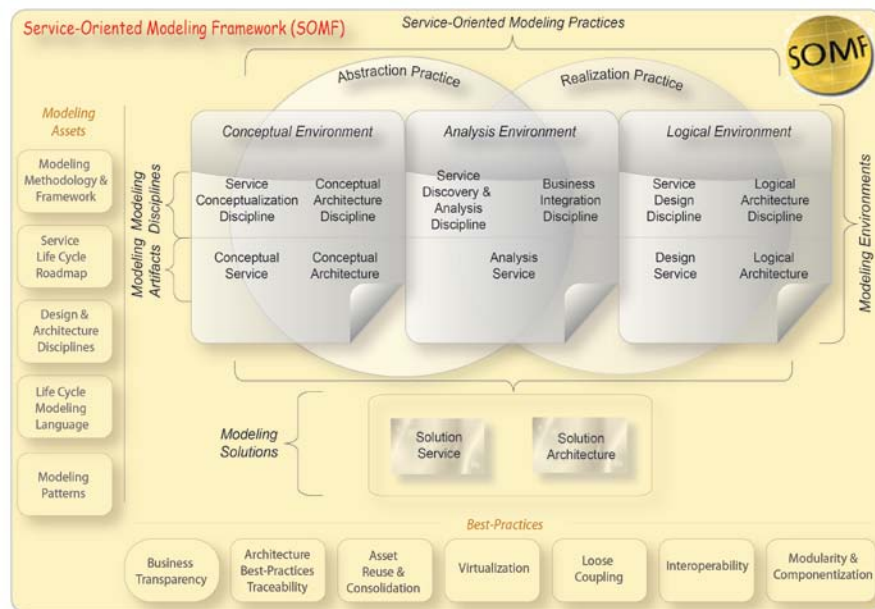 Service-Oriented Modeling Framework (SOMF)
Service-Oriented Modeling Practices
SOMF
Abstraction Practice
Realization Practice
Modeling
Assets
Modeling
Methodology &
Framework
Service
Life Cycle
Roadmap
Design &
Architecture
Disciplines
Life Cycle
Modeling
Language
Modeling
Patterns
Modeling
Disciplines
Modeling
Artifacts
Conceptual Environment
Service
Conceptualization
Discipline
Conceptual
Architecture
Discipline
Conceptual
Service
Conceptual
Architecture
Analysis Environment
Service
Discovery &
Analysis
Discipline
Business
Integration
Discipline
Analysis
Service
Logical Environment
Service
Design
Discipline
Logical
Architecture
Discipline
Design
Service
Logical
Architecture
Modeling Environments
Modeling
Solutions
Solution
Service
Solution
Architecture
Best-Practices
Business
Transparency
Architecture
Best-Practices
Traceability
Asset
Reuse &
Consolidation
Virtualization
Loose
Coupling
Interoperability
Modularity &
Componentization